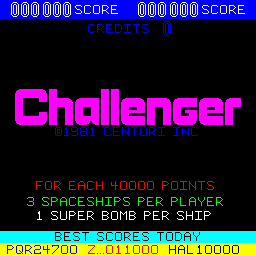 000000 SCORE 000000 SCORE
CREDITS 0
Challenger
©1981 CENTURI INC
FOR EACH 40000 POINTS
3 SPACESHIPS PER PLAYER
1 SUPER BOMB PER SHIP
BEST SCORES TODAY
PQR24700 Z..011000 HAL10000